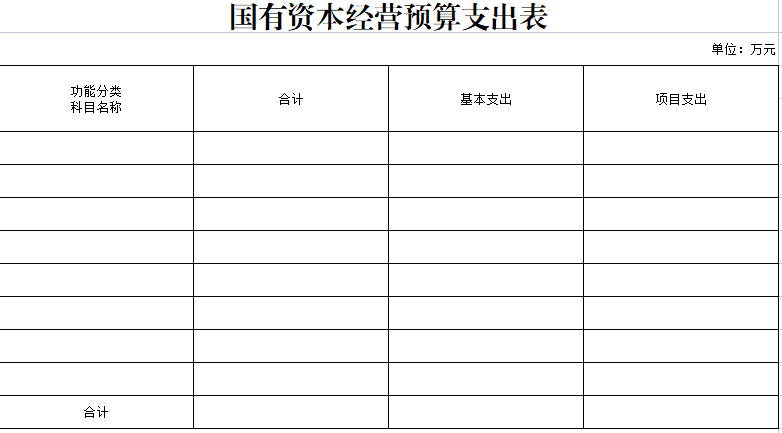 国有资本经营预算支出表
单位：万元
功能分类
科目名称
合计
基本支出
项目支出
合计